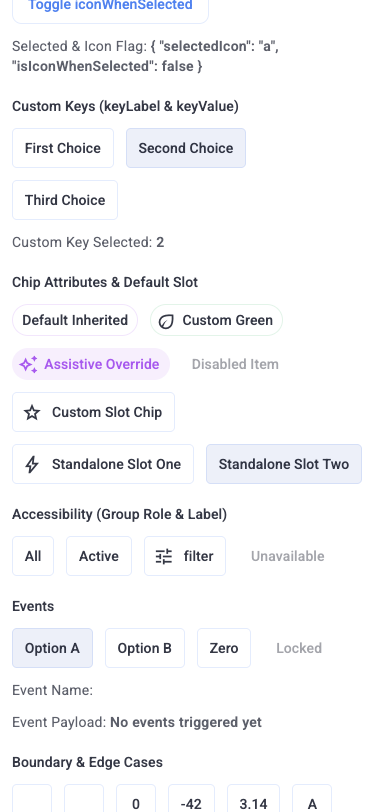 Toggle iconWhenSelected
Selected & Icon Flag: { "selectedIcon": "a",
"isIconWhenSelected": false }
Custom Keys (keyLabel & keyValue)
First Choice Second Choice
Third Choice
Custom Key Selected: 2
Chip Attributes & Default Slot
Default Inherited Custom Green
Assistive Override Disabled Item
Custom Slot Chip
Standalone Slot One Standalone Slot Two
Accessibility (Group Role & Label)
All Active filter Unavailable
Events
Option A Option B Zero Locked
Event Name:
Event Payload: No events triggered yet
Boundary & Edge Cases
0 -42 3.14 A